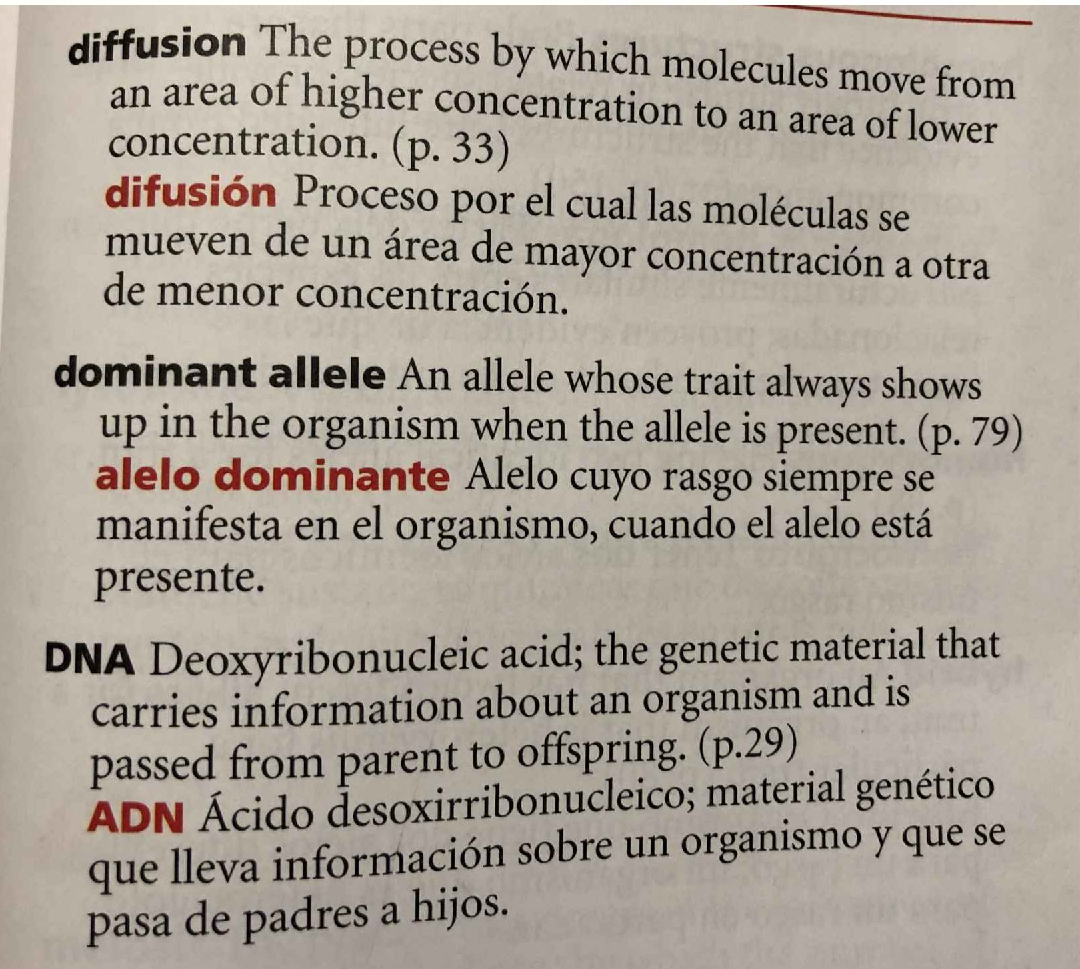 diffusion The process by which molecules move from
an area of higher concentration to an area of lower
concentration. (p. 33)
difusión Proceso por el cual las moléculas se
mueven de un área de mayor concentración a otra
de menor concentración.
dominant allele An allele whose trait always shows
up in the organism when the allele is present. (p. 79)
alelo dominante Alelo cuyo rasgo siempre se
manifesta en el organismo, cuando el alelo está
presente.
DNA Deoxyribonucleic acid; the genetic material that
carries information about an organism and is
passed from parent to offspring. (p.29)
ADN Ácido desoxirribonucleico; material genético
que lleva información sobre un organismo y que se
pasa de padres a hijos.